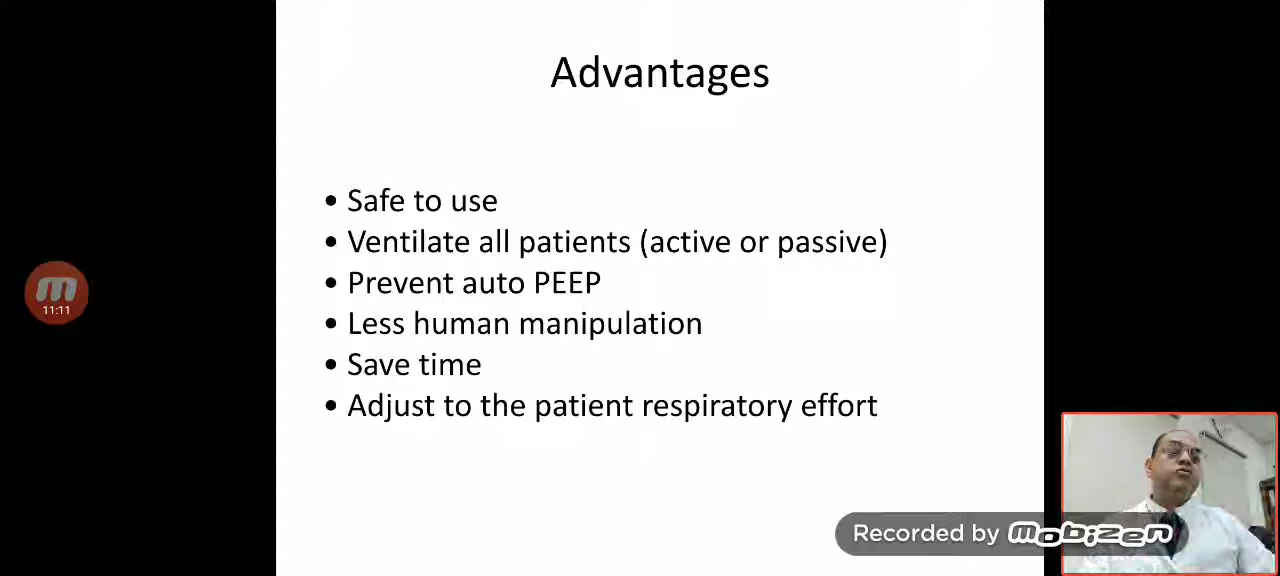 Advantages
• Safe to use
• Ventilate all patients (active or passive)
• Prevent auto PEEP
• Less human manipulation
• Save time
• Adjust to the patient respiratory effort
11:11
Recorded by mobizen